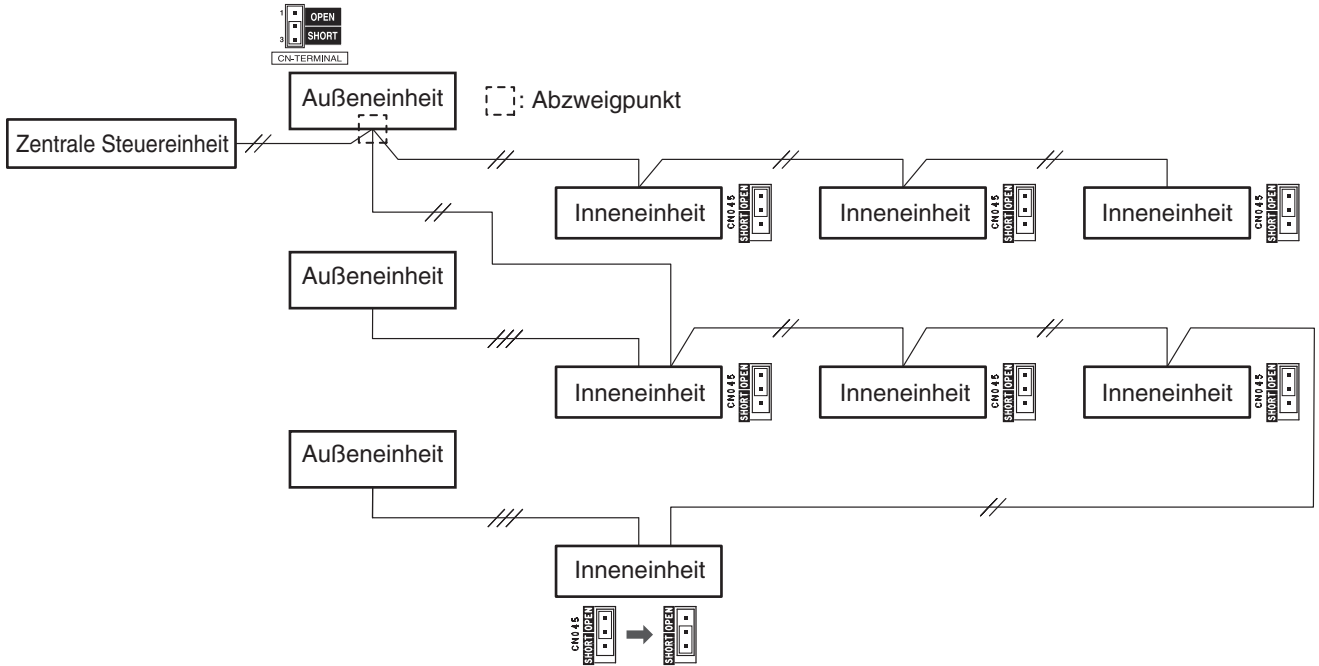 1
OPEN
3
SHORT
CN-TERMINAL
Außeneinheit
: Abzweigpunkt
Zentrale Steuereinheit
Inneneinheit
CN045
SHORT OPEN
Inneneinheit
CN045
SHORT OPEN
Inneneinheit
CN045
SHORT OPEN
Außeneinheit
Inneneinheit
CN045
SHORT OPEN
Inneneinheit
CN045
SHORT OPEN
Inneneinheit
CN045
SHORT OPEN
Außeneinheit
Inneneinheit
CN045
SHORT OPEN
SHORT OPEN